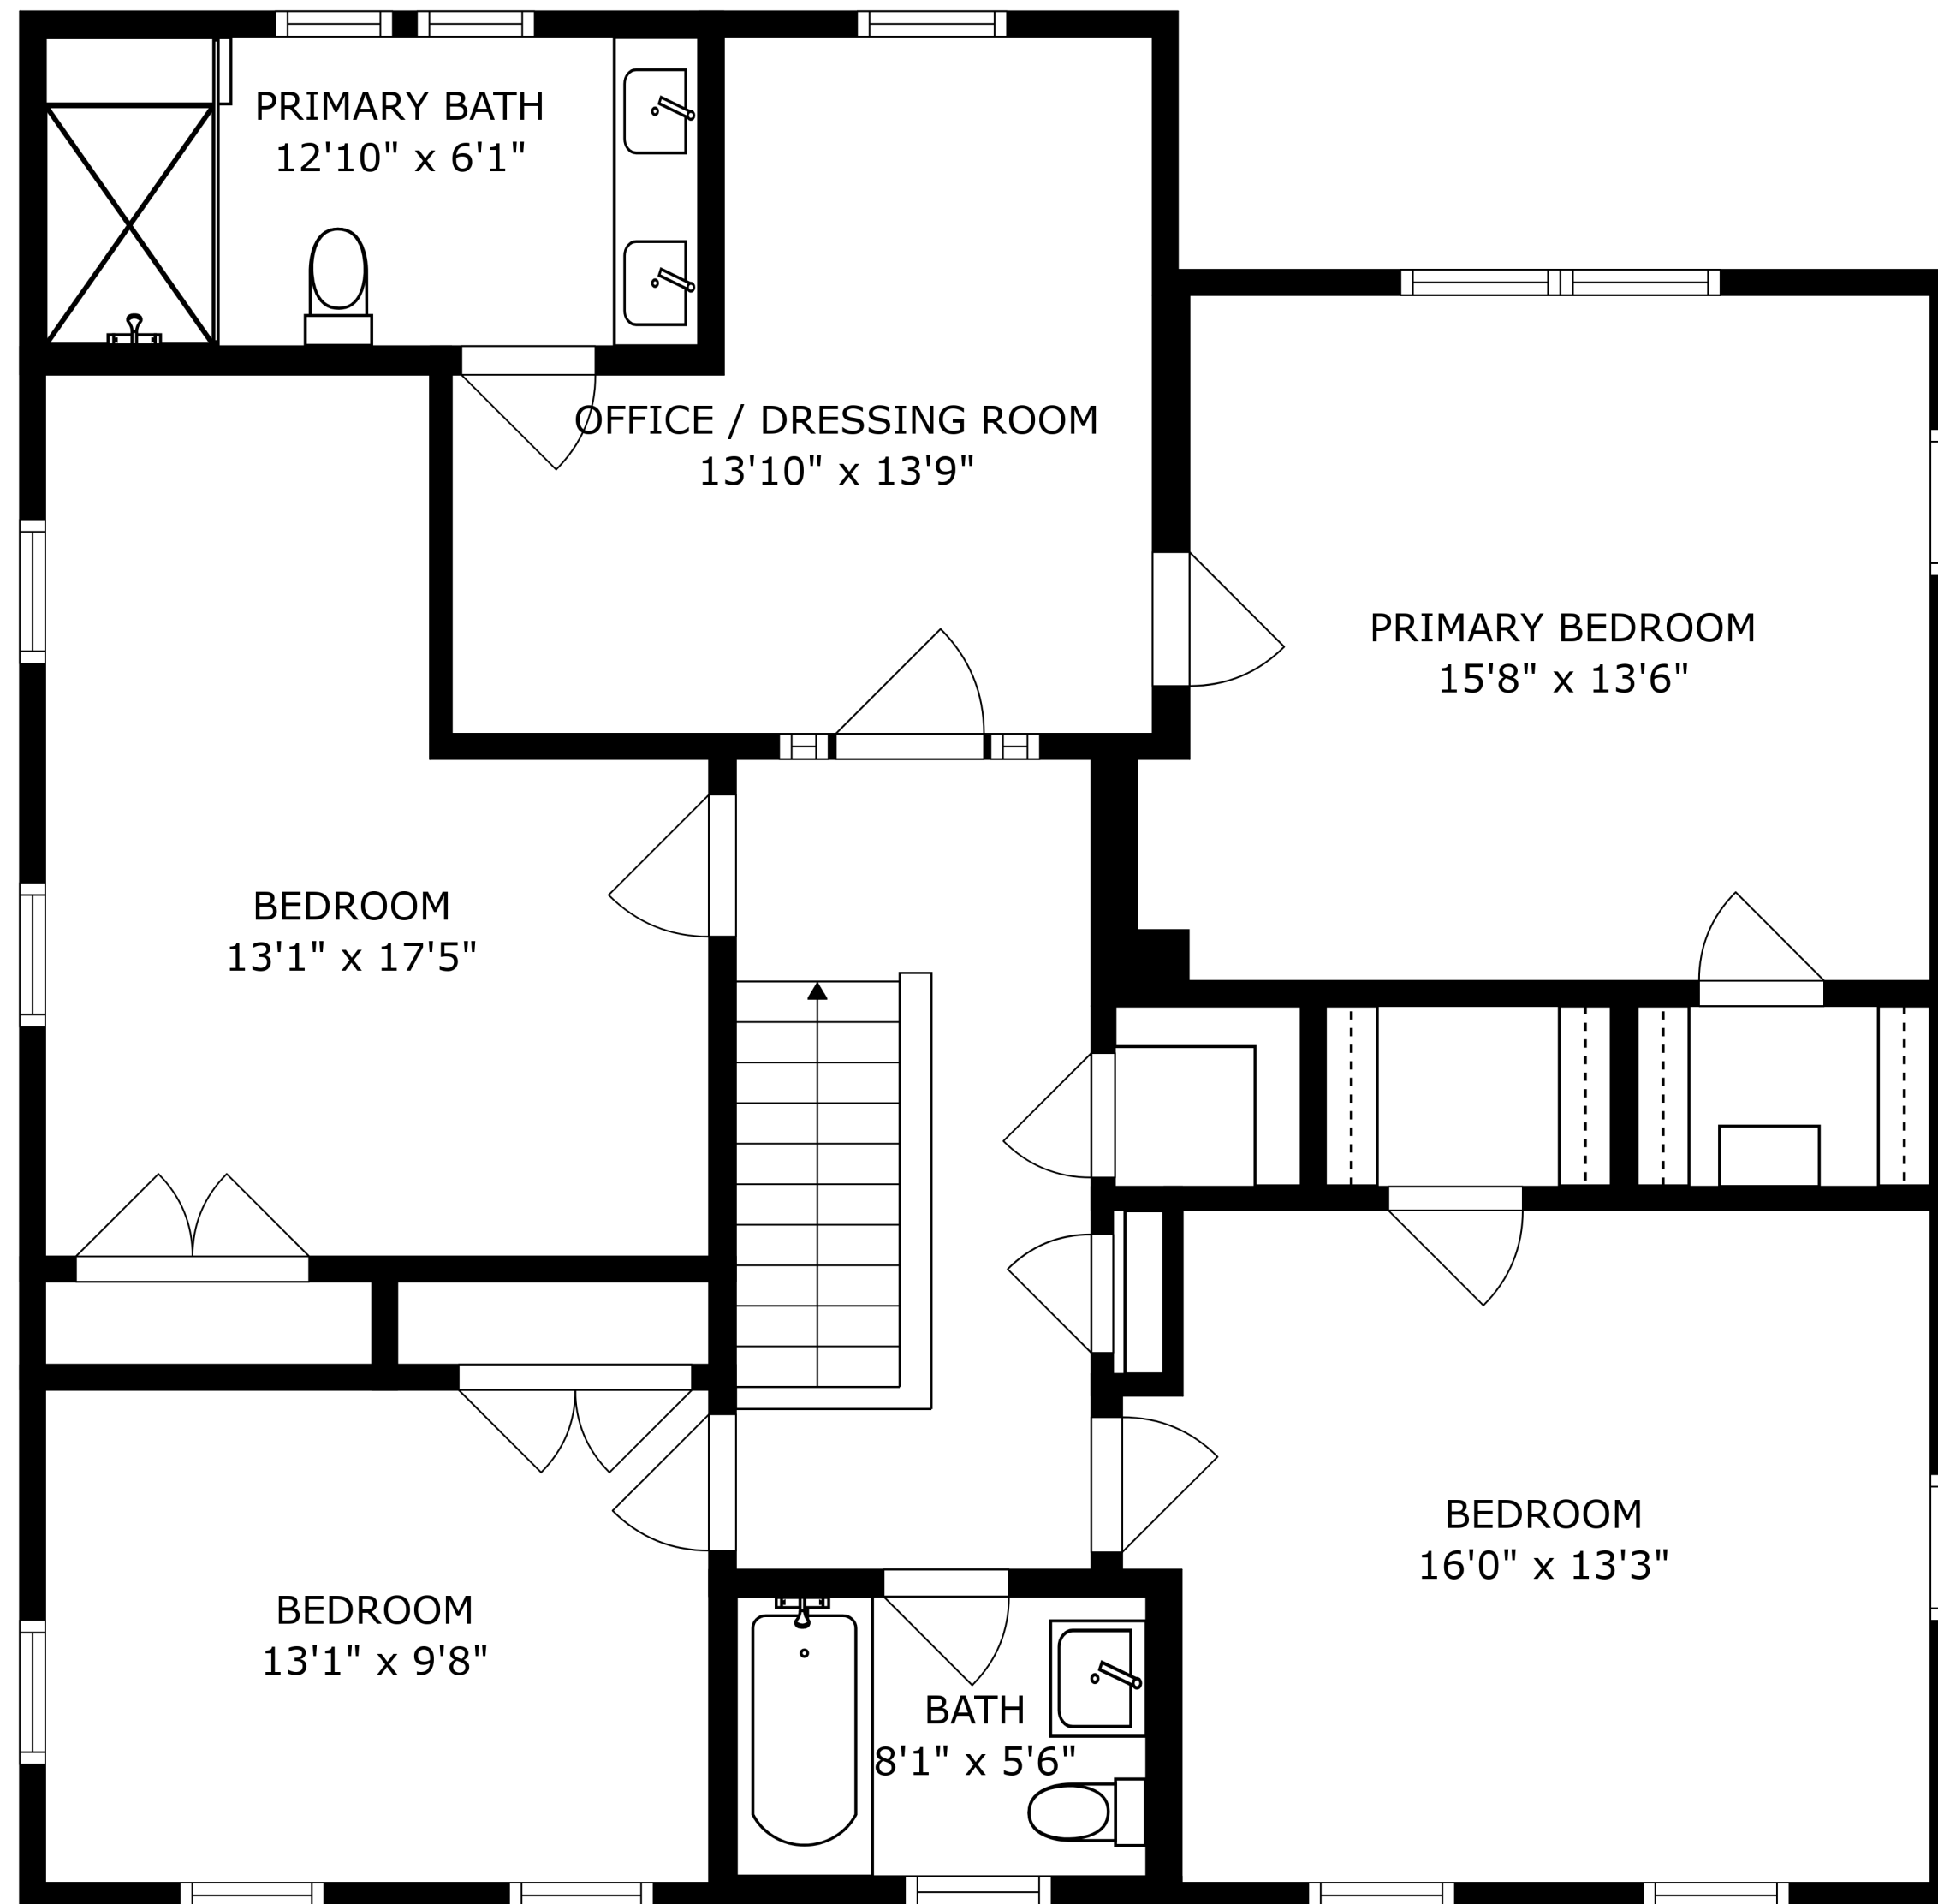 PRIMARY BATH
12'10" x 6'1"
OFFICE / DRESSING ROOM
13'10" x 13'9"
PRIMARY BEDROOM
15'8" x 13'6"
BEDROOM
13'1" x 17'5"
BEDROOM
16'0" x 13'3"
BEDROOM
13'1" x 9'8"
BATH
8'1" x 5'6"